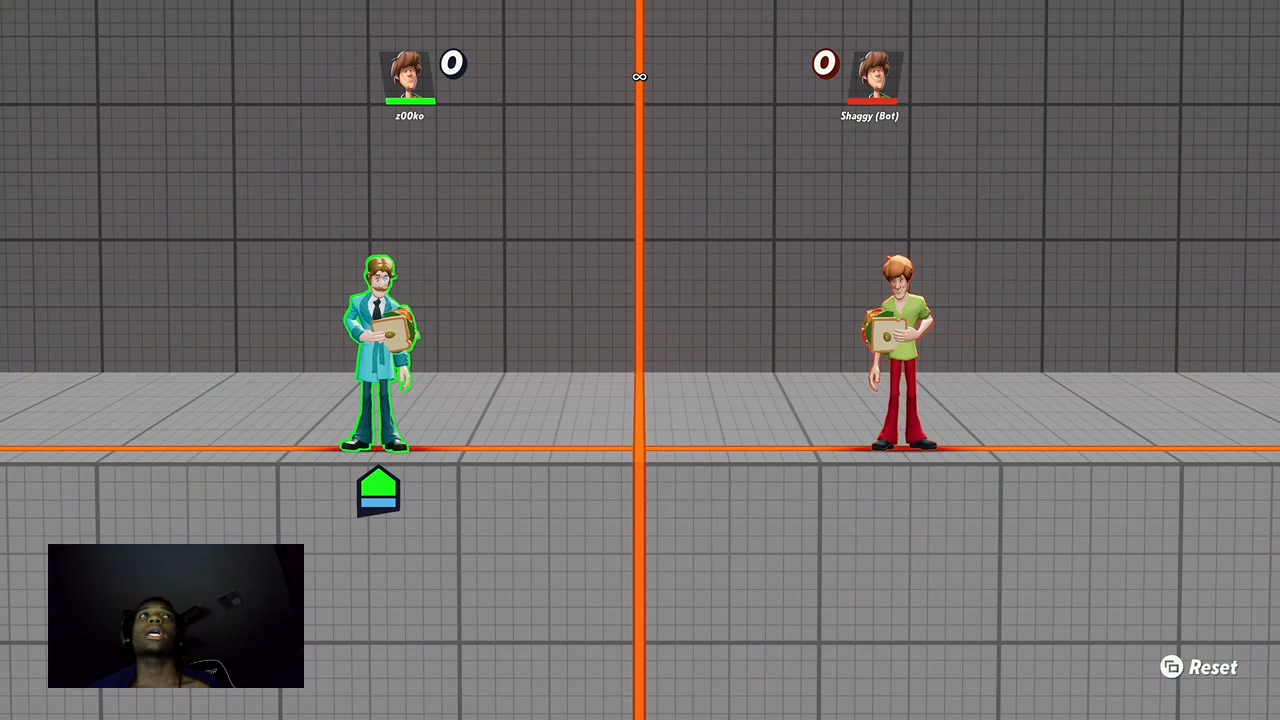 0
∞
0
z00ko
Shaggy (Bot)
Reset